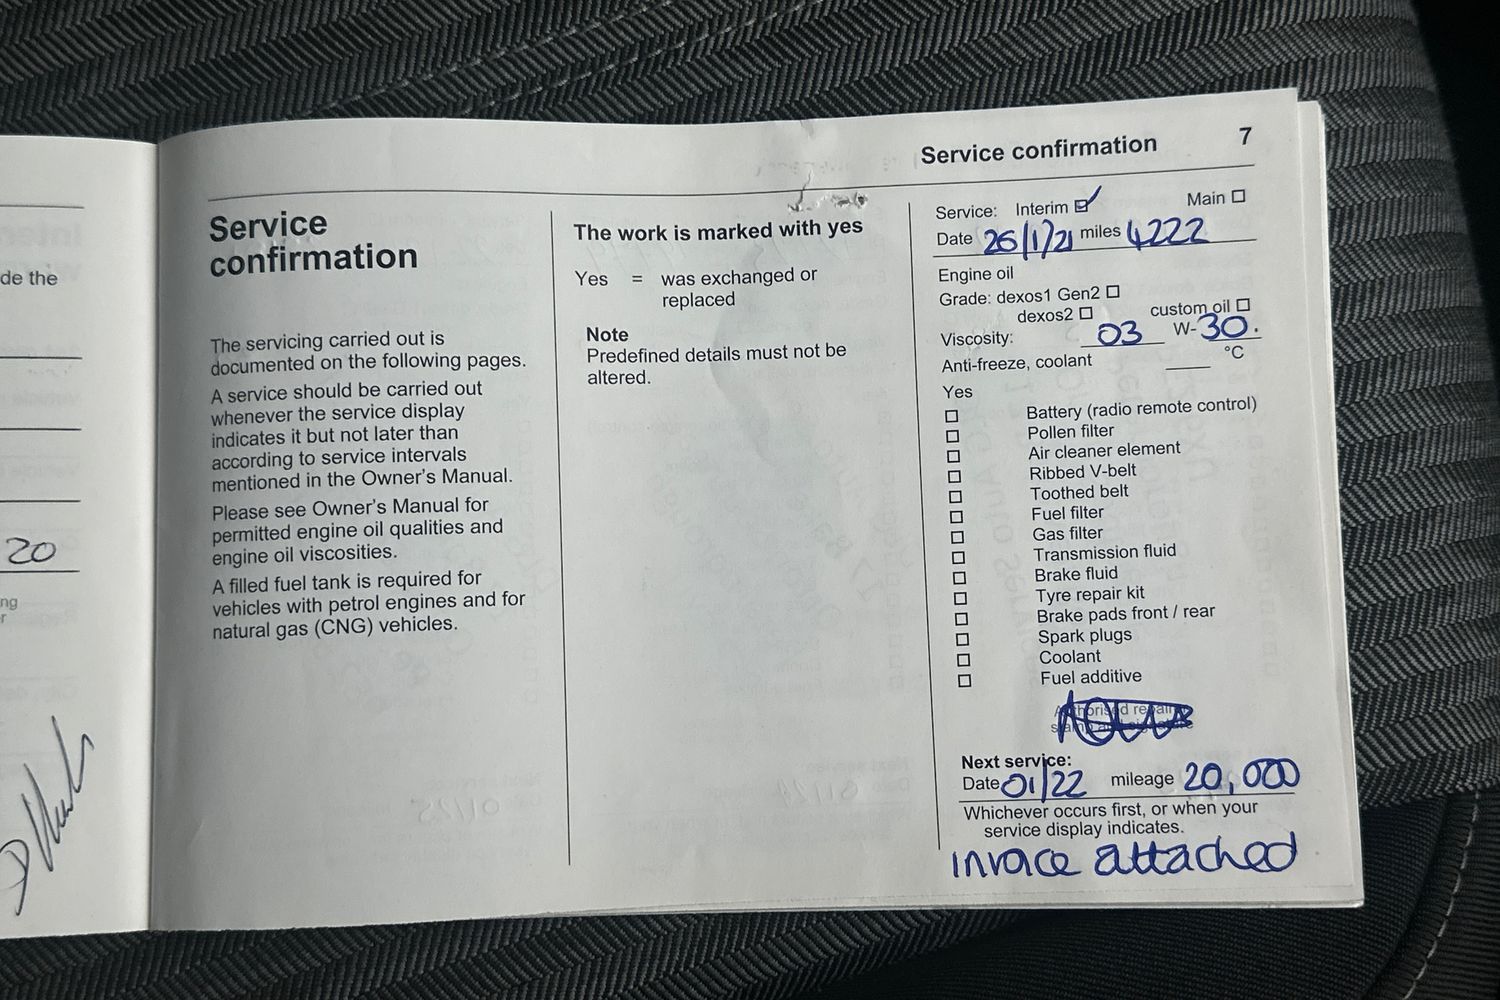 de the
20
ng
r
Service confirmation 7
Service
confirmation
The servicing carried out is
documented on the following pages.
A service should be carried out
whenever the service display
indicates it but not later than
according to service intervals
mentioned in the Owner's Manual.
Please see Owner's Manual for
permitted engine oil qualities and
engine oil viscosities.
A filled fuel tank is required for
vehicles with petrol engines and for
natural gas (CNG) vehicles.
The work is marked with yes
Yes = was exchanged or
replaced
Note
Predefined details must not be
altered.
Service: Interim Main
Date 26/1/21 miles 4222
Engine oil
Grade: dexos1 Gen2
dexos2 custom oil
Viscosity: 03 W-30.
Anti-freeze, coolant °C
Yes
Battery (radio remote control)
Pollen filter
Air cleaner element
Ribbed V-belt
Toothed belt
Fuel filter
Gas filter
Transmission fluid
Brake fluid
Tyre repair kit
Brake pads front / rear
Spark plugs
Coolant
Fuel additive
Next service:
Date 01/22 mileage 20,000
Whichever occurs first, or when your
service display indicates.
invoice attached